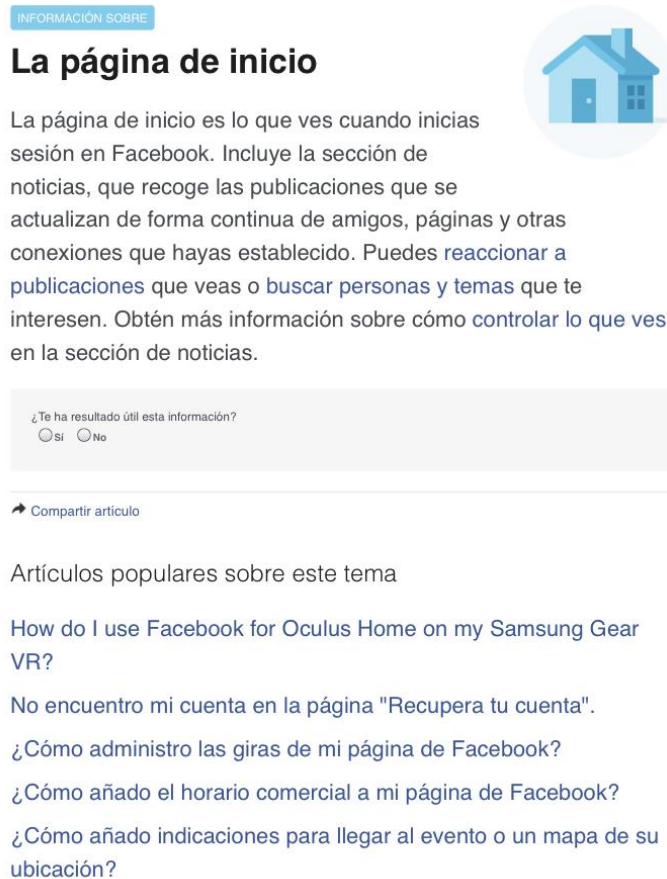 INFORMACIÓN SOBRE
La página de inicio
La página de inicio es lo que ves cuando inicias
sesión en Facebook. Incluye la sección de
noticias, que recoge las publicaciones que se
actualizan de forma continua de amigos, páginas y otras
conexiones que hayas establecido. Puedes reaccionar a
publicaciones que veas o buscar personas y temas que te
interesen. Obtén más información sobre cómo controlar lo que ves
en la sección de noticias.
¿Te ha resultado útil esta información?
Sí No
Compartir artículo
Artículos populares sobre este tema
How do I use Facebook for Oculus Home on my Samsung Gear
VR?
No encuentro mi cuenta en la página "Recupera tu cuenta".
¿Cómo administro las giras de mi página de Facebook?
¿Cómo añado el horario comercial a mi página de Facebook?
¿Cómo añado indicaciones para llegar al evento o un mapa de su
ubicación?